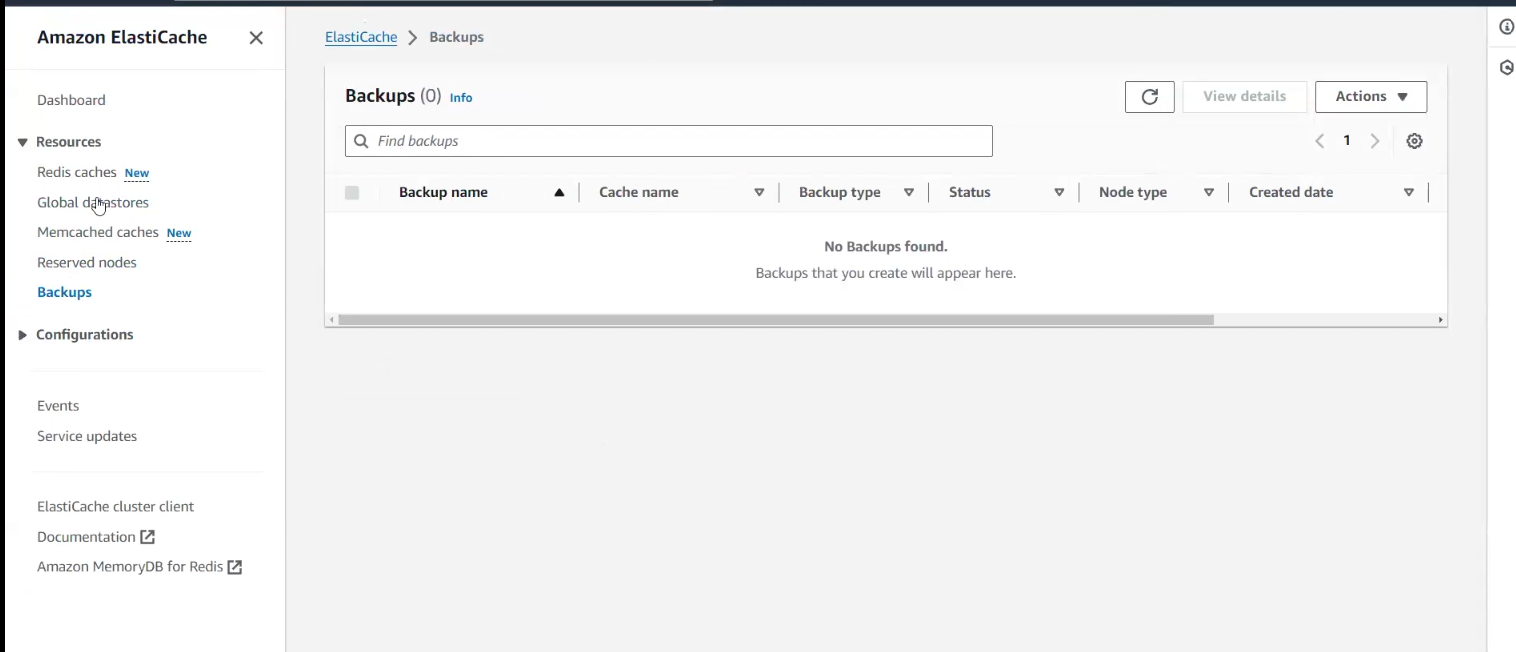 Amazon ElastiCache
Dashboard
Resources
Redis caches New
Global datastores
Memcached caches New
Reserved nodes
Backups
Configurations
Events
Service updates
ElastiCache cluster client
Documentation
Amazon MemoryDB for Redis
ElastiCache > Backups
Backups (0) Info
View details
Actions
Find backups
1
Backup name Cache name Backup type Status Node type Created date
No Backups found.
Backups that you create will appear here.